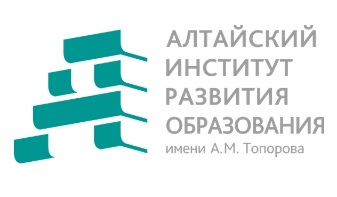 АЛТАЙСКИЙ
ИНСТИТУТ
РАЗВИТИЯ
ОБРАЗОВАНИЯ
имени А.М. Топорова